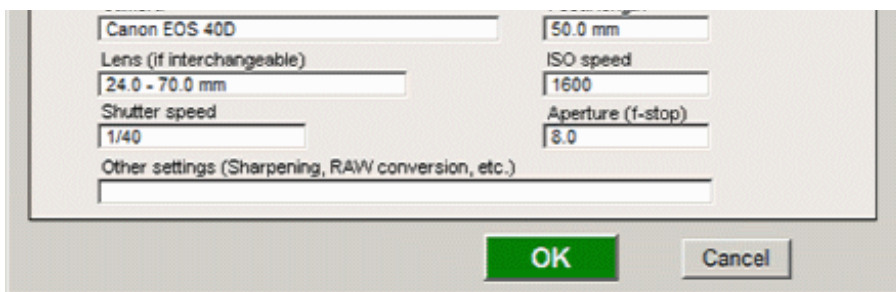 Canon EOS 40D 50.0 mm
Lens (if interchangeable) ISO speed
24.0 - 70.0 mm 1600
Shutter speed Aperture (f-stop)
1/40 8.0
Other settings (Sharpening, RAW conversion, etc.)
OK Cancel